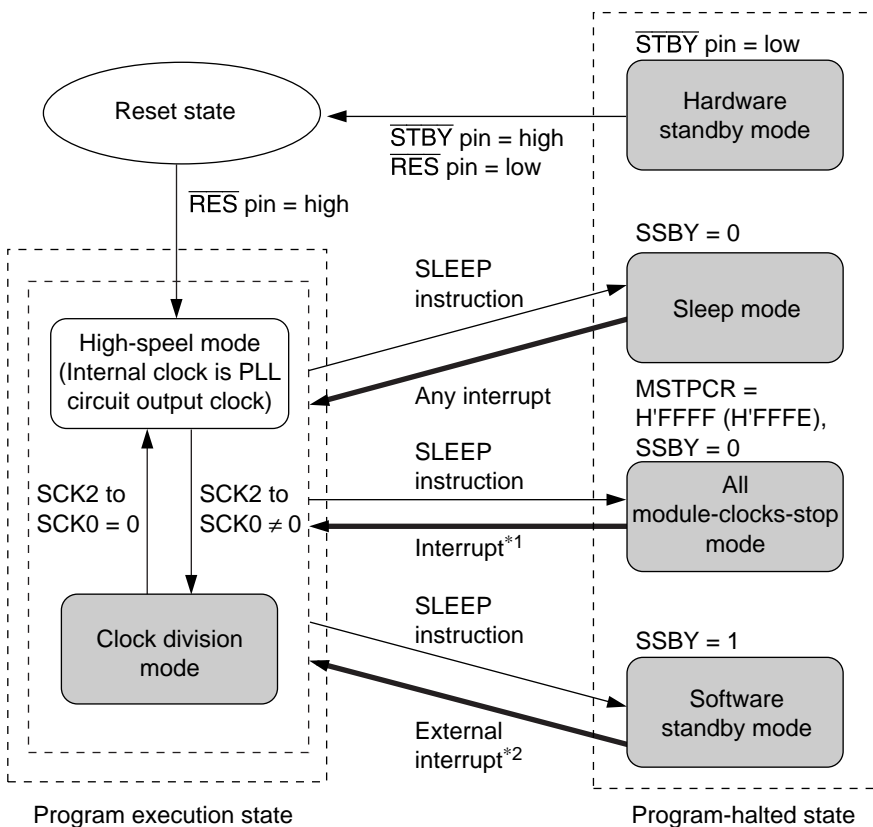 STBY pin = low
Hardware
standby mode
Reset state
STBY pin = high
RES pin = low
RES pin = high
SSBY = 0
SLEEP
instruction
Sleep mode
High-speel mode
(Internal clock is PLL
circuit output clock)
Any interrupt
MSTPCR =
H'FFFF (H'FFFE),
SSBY = 0
SLEEP
instruction
All
module-clocks-stop
mode
SCK2 to
SCK0 = 0
SCK2 to
SCK0 ≠ 0
Interrupt*1
SLEEP
instruction
Clock division
mode
SSBY = 1
Software
standby mode
External
interrupt*2
Program execution state
Program-halted state